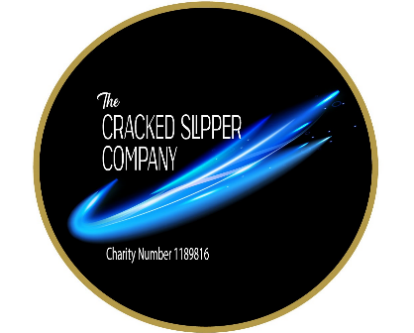 The
CRACKED SLIPPER
COMPANY
Charity Number 1189816